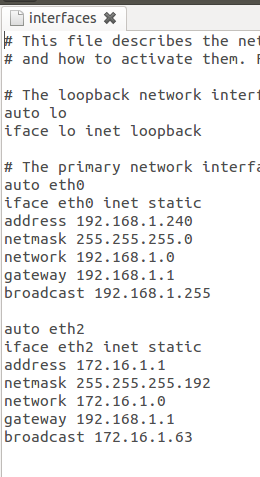 interfaces
# This file describes the
# and how to activate them.
# The loopback network
auto lo
iface lo inet loopback
# The primary network
auto eth0
iface eth0 inet static
address 192.168.1.240
netmask 255.255.255.0
network 192.168.1.0
gateway 192.168.1.1
broadcast 192.168.1.255
auto eth2
iface eth2 inet static
address 172.16.1.1
netmask 255.255.255.192
network 172.16.1.0
gateway 192.168.1.1
broadcast 172.16.1.63